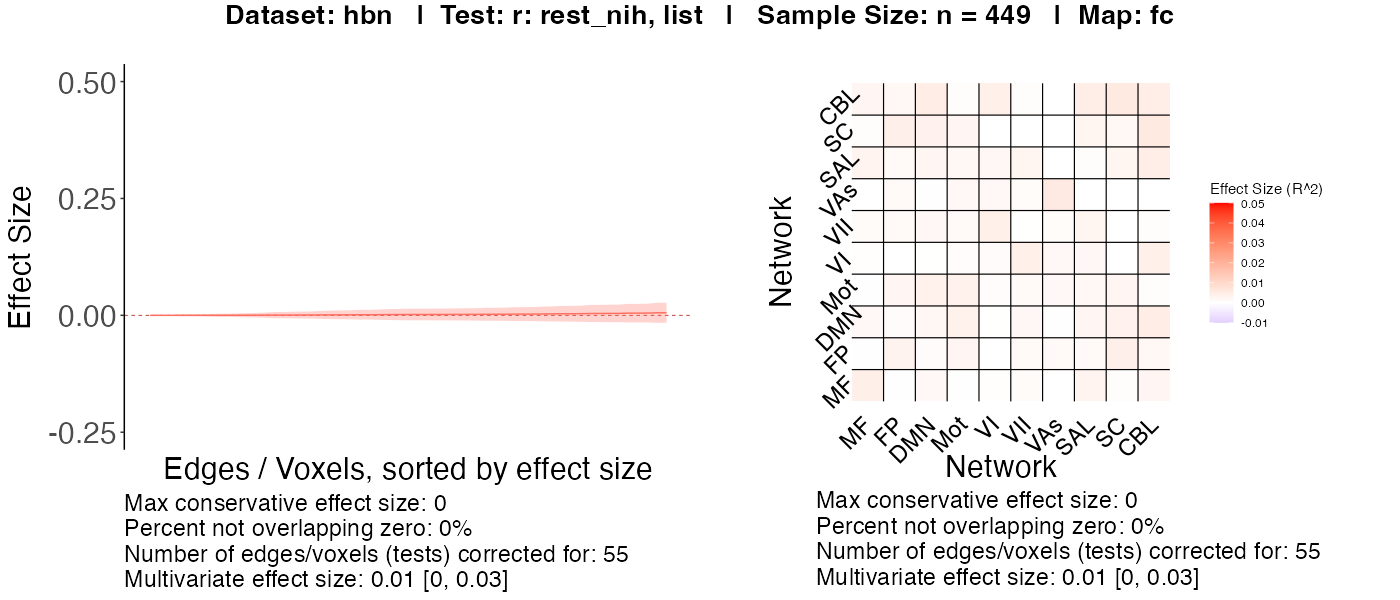 Dataset: hbn | Test: r: rest_nih, list | Sample Size: n = 449 | Map: fc
0.50
0.25
0.00
-0.25
Effect Size
Edges / Voxels, sorted by effect size
Max conservative effect size: 0
Percent not overlapping zero: 0%
Number of edges/voxels (tests) corrected for: 55
Multivariate effect size: 0.01 [0, 0.03]
Network
CBL
SC
SAL
VAs
VII
VI
Mot
DMN
FP
MF
MF
FP
DMN
Mot
VI
VII
VAs
SAL
SC
CBL
Network
Effect Size (R^2)
0.05
0.04
0.03
0.02
0.01
0.00
-0.01
Max conservative effect size: 0
Percent not overlapping zero: 0%
Number of edges/voxels (tests) corrected for: 55
Multivariate effect size: 0.01 [0, 0.03]